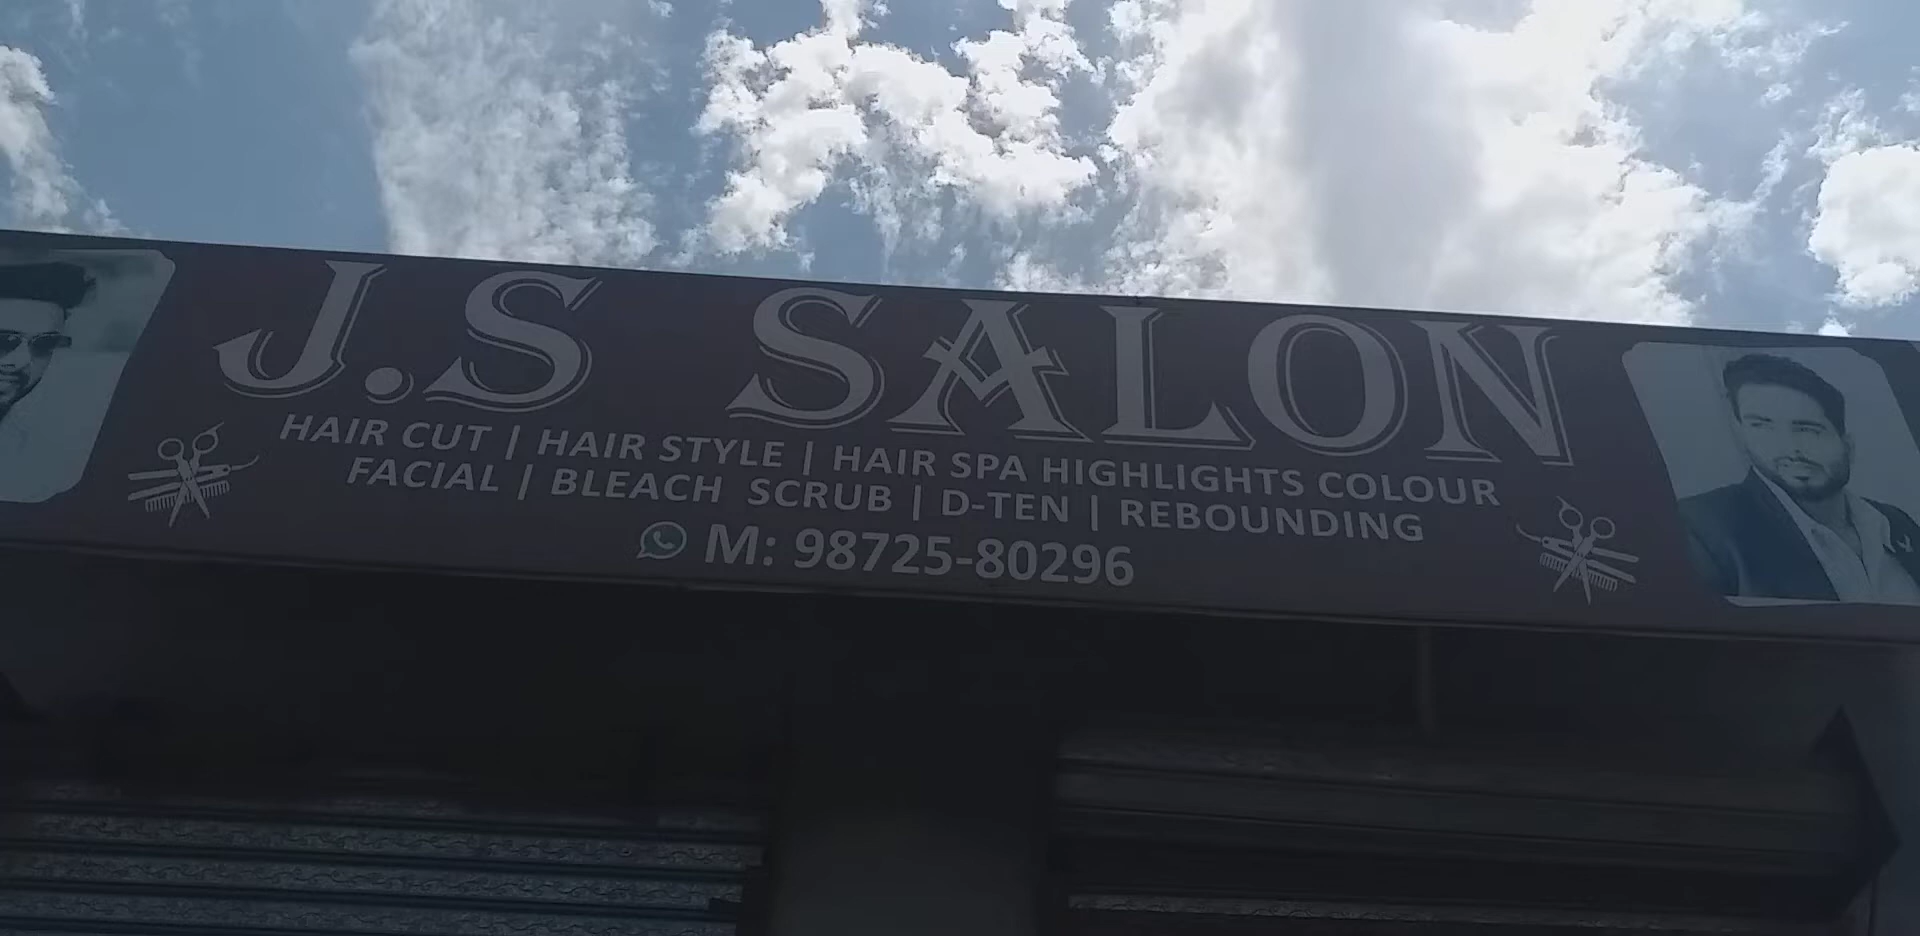 J.S SALON
HAIR CUT | HAIR STYLE | HAIR SPA HIGHLIGHTS COLOUR
FACIAL | BLEACH SCRUB | D-TEN | REBOUNDING
M: 98725-80296